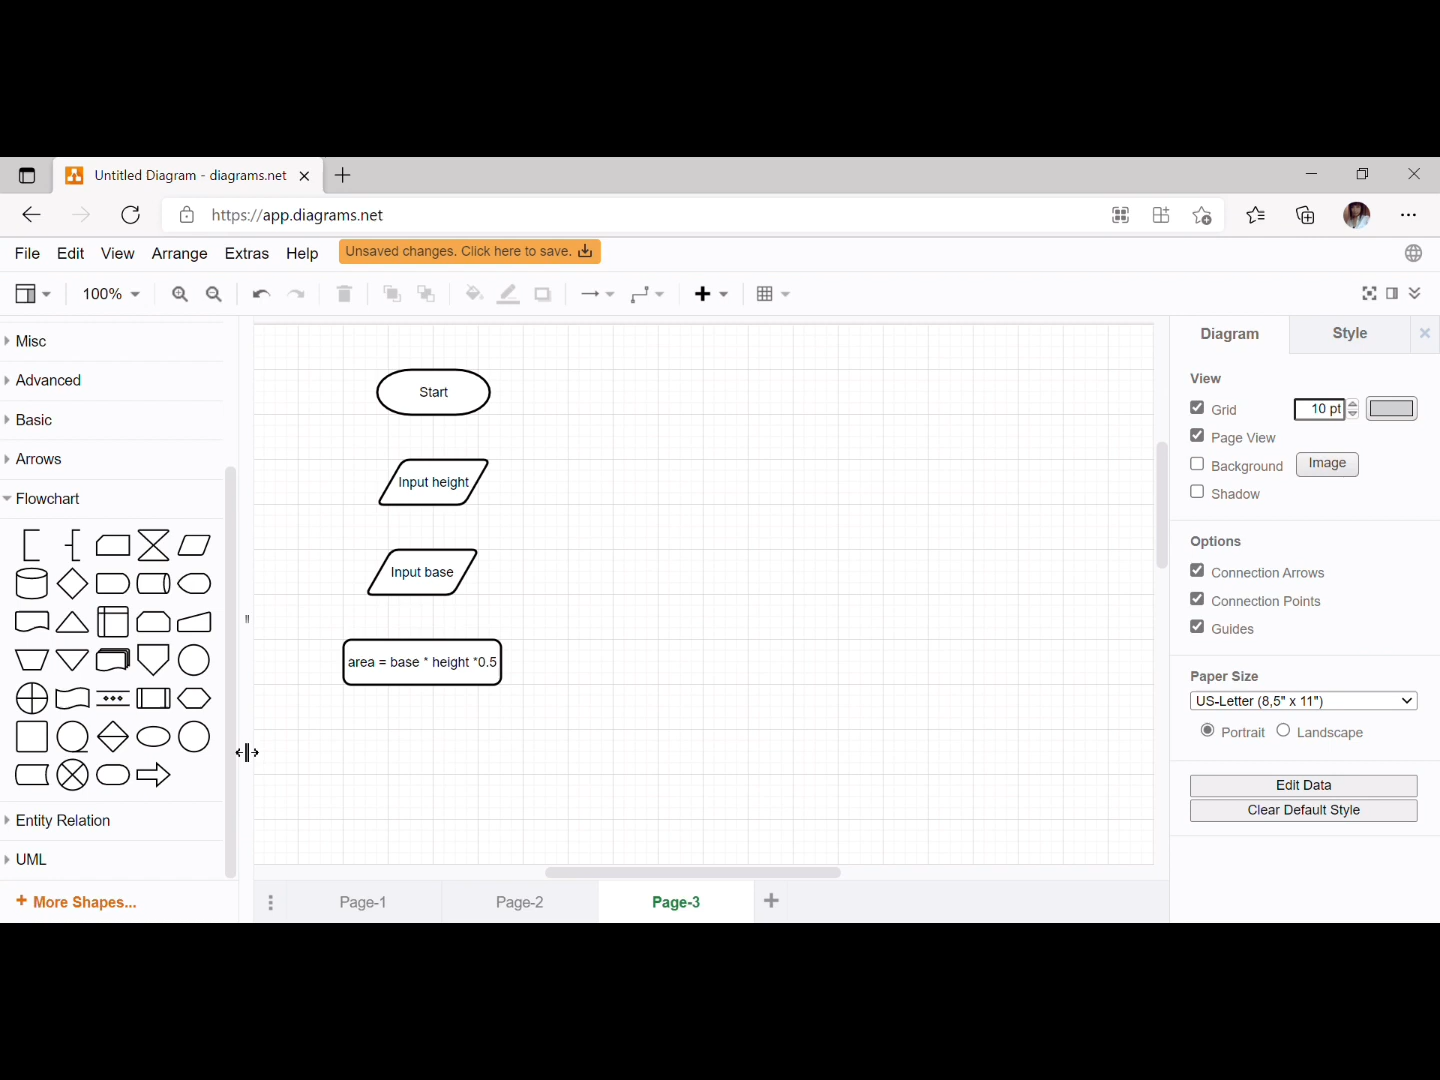 Untitled Diagram - diagrams.net
https://app.diagrams.net
File Edit View Arrange Extras Help Unsaved changes. Click here to save.
100%
Misc
Advanced
Basic
Arrows
Flowchart
Entity Relation
UML
+ More Shapes...
Start
Input height
Input base
area = base * height *0.5
Page-1 Page-2 Page-3
Diagram Style
View
Grid 10 pt
Page View
Background Image
Shadow
Options
Connection Arrows
Connection Points
Guides
Paper Size
US-Letter (8,5" x 11")
Portrait Landscape
Edit Data
Clear Default Style